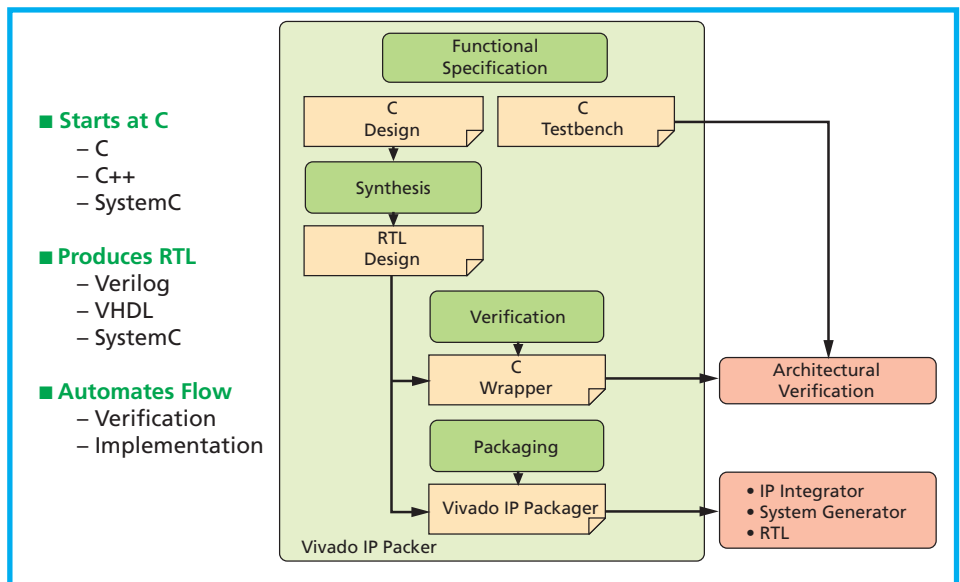 ■ Starts at C
– C
– C++
– SystemC
■ Produces RTL
– Verilog
– VHDL
– SystemC
■ Automates Flow
– Verification
– Implementation
Functional
Specification
C
Design
C
Testbench
Synthesis
RTL
Design
Verification
C
Wrapper
Architectural
Verification
Packaging
Vivado IP Packager
• IP Integrator
• System Generator
• RTL
Vivado IP Packer